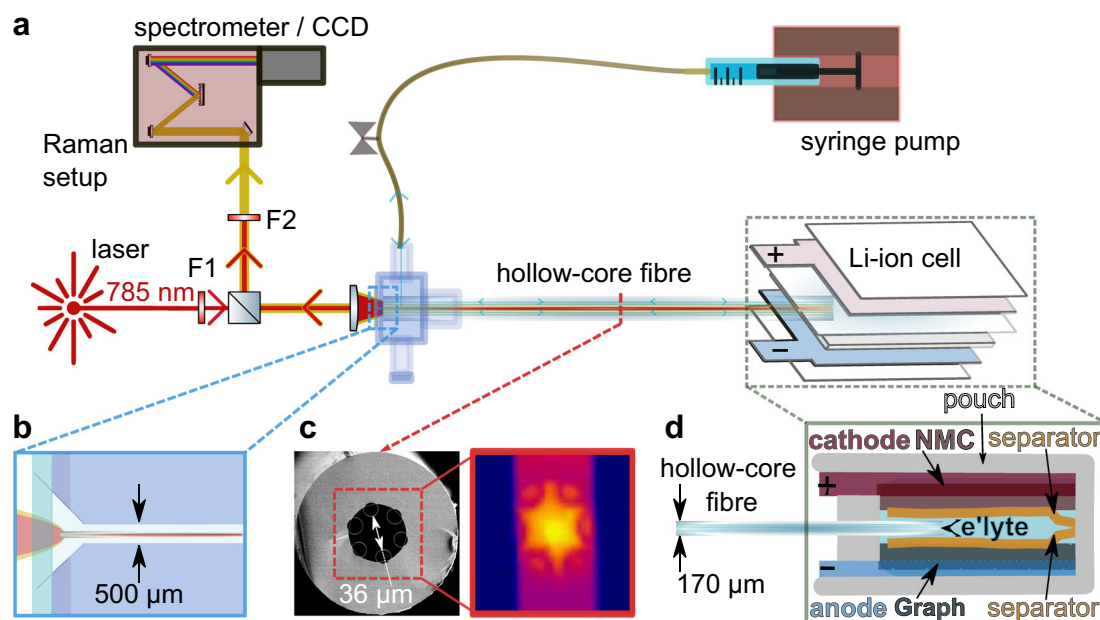 a
spectrometer / CCD
Raman
setup
syringe pump
F2
laser
F1
785 nm
hollow-core fibre
Li-ion cell
+
−
b
500 µm
c
36 µm
d
pouch
cathode NMC separator
hollow-core
fibre
+
e'lyte
170 µm
−
anode Graph separator